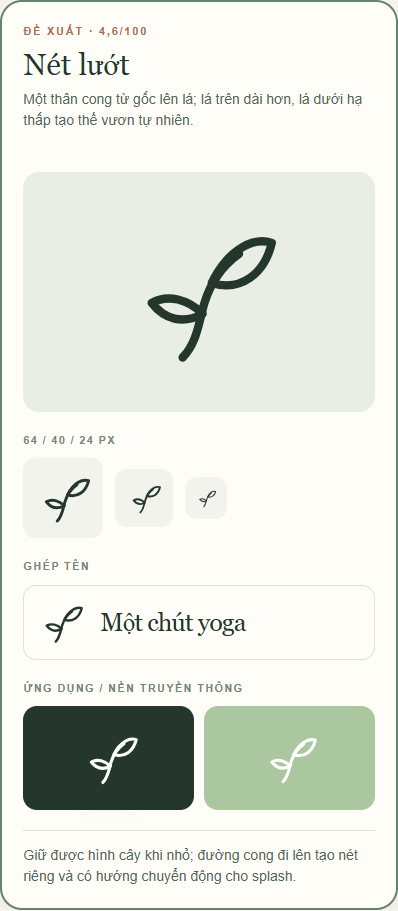 ĐỀ XUẤT · 4,6/100
Nét lướt
Một thân cong từ gốc lên lá; lá trên dài hơn, lá dưới hạ
thấp tạo thế vươn tự nhiên.
64 / 40 / 24 PX
GHÉP TÊN
Một chút yoga
ỨNG DỤNG / NỀN TRUYỀN THÔNG
Giữ được hình cây khi nhỏ; đường cong đi lên tạo nét
riêng và có hướng chuyển động cho splash.